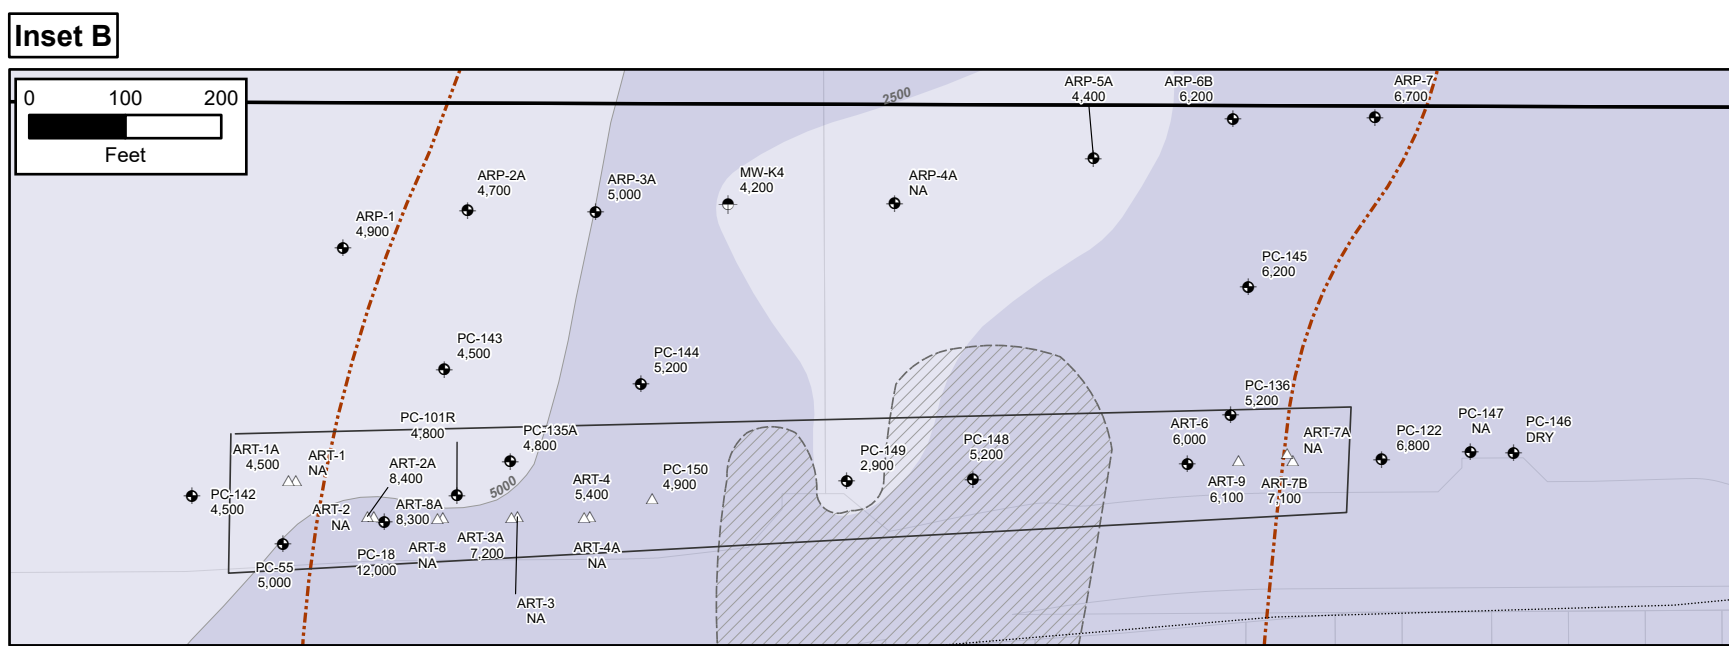 Inset B
0 100 200
Feet
2500
ARP-5A
4,400
ARP-6B
6,200
ARP-7
6,700
ARP-2A
4,700
ARP-3A
5,000
MW-K4
4,200
ARP-4A
NA
ARP-1
4,900
PC-145
6,200
PC-143
4,500
PC-144
5,200
PC-136
5,200
PC-101R
4,800
PC-135A
4,800
ART-6
6,000
ART-7A
NA
PC-122
6,800
PC-147
NA
PC-146
DRY
ART-1A
4,500
ART-1
NA
ART-2A
8,400
5000
ART-4
5,400
PC-150
4,900
PC-149
2,900
PC-148
5,200
PC-142
4,500
ART-2
NA
ART-8A
8,300
ART-9
6,100
ART-7B
7,100
PC-55
5,000
PC-18
12,000
ART-8
NA
ART-3A
7,200
ART-4A
NA
ART-3
NA